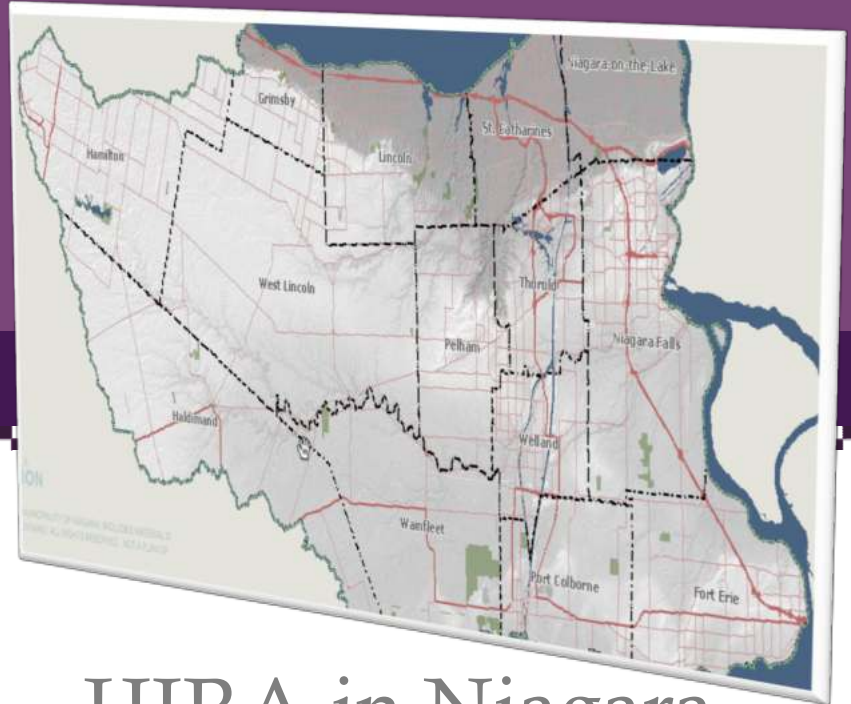 Niagara-on-the-Lake
Grimsby
St. Catharines
Hamilton
Lincoln
West Lincoln
Thorold
Pelham
Niagara Falls
Haldimand
Welland
ION
Wainfleet
Port Colborne
Fort Erie
HIRA in Niagara